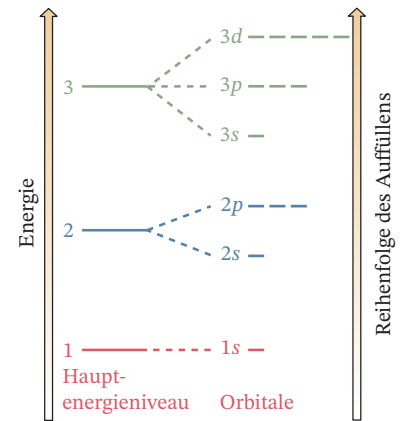 Energie
3
3d
3p
3s
2
2p
2s
1
1s
Haupt-
energieniveau
Orbitale
Reihenfolge des Auffüllens